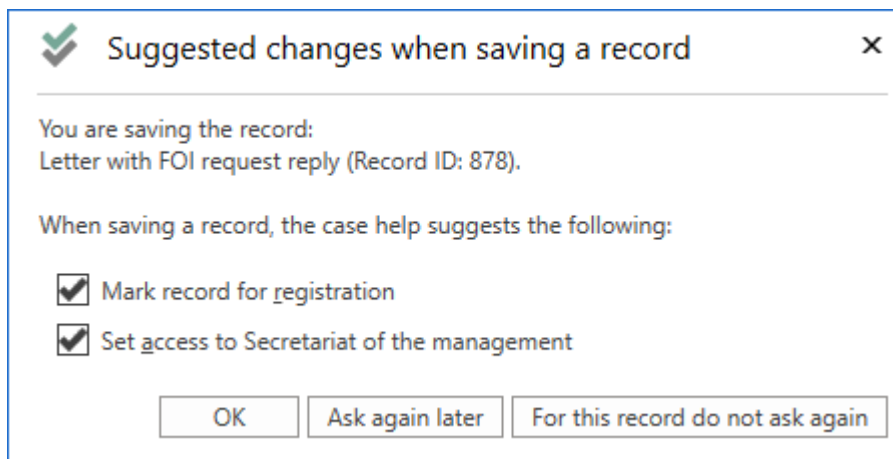 Suggested changes when saving a record
You are saving the record:
Letter with FOI request reply (Record ID: 878).
When saving a record, the case help suggests the following:
Mark record for registration
Set access to Secretariat of the management
OK Ask again later For this record do not ask again